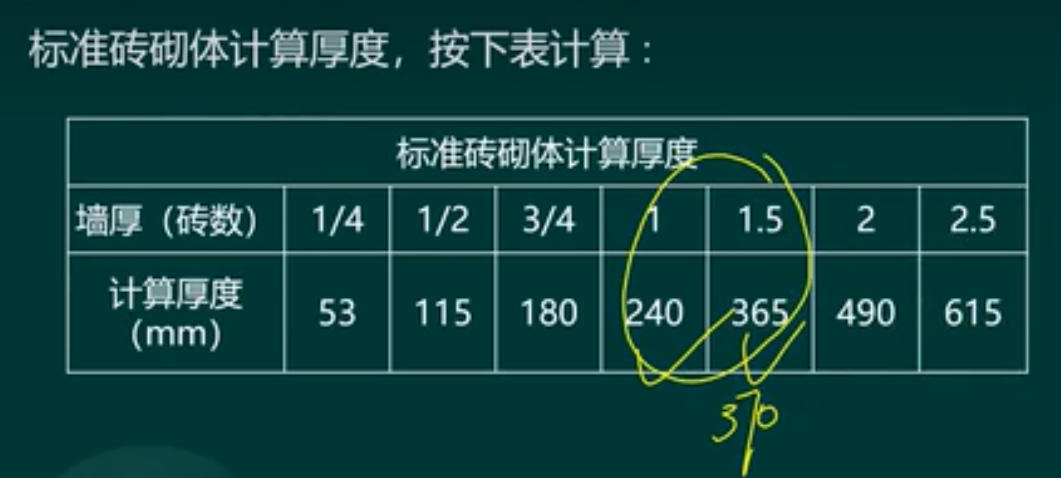 标准砖砌体计算厚度，按下表计算：
标准砖砌体计算厚度
墙厚（砖数） 1/4 1/2 3/4 1 1.5 2 2.5
计算厚度（mm） 53 115 180 240 365 490 615
370